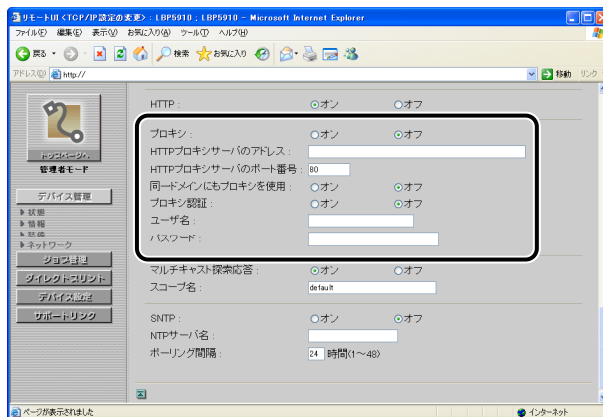 リモートUI <TCP/IP設定の変更> : LBP5910 ; LBP5910 - Microsoft Internet Explorer
ファイル(F) 編集(E) 表示(V) お気に入り(A) ツール(T) ヘルプ(H)
戻る 検索 お気に入り
アドレス(D) http:// 移動 リンク
トップページへ
管理者モード
デバイス管理
状態
情報
ネットワーク
ジョブ管理
ダイレクトプリント
デバイス設定
サポートリンク
HTTP : オン オフ
プロキシ : オン オフ
HTTPプロキシサーバのアドレス :
HTTPプロキシサーバのポート番号 : 80
同一ドメインにもプロキシを使用 : オン オフ
プロキシ認証 : オン オフ
ユーザ名 :
パスワード :
マルチキャスト探索応答 : オン オフ
スコープ名 : default
SNTP : オン オフ
NTPサーバ名 :
ポーリング間隔 : 24 時間(1～48)
ページが表示されました インターネット